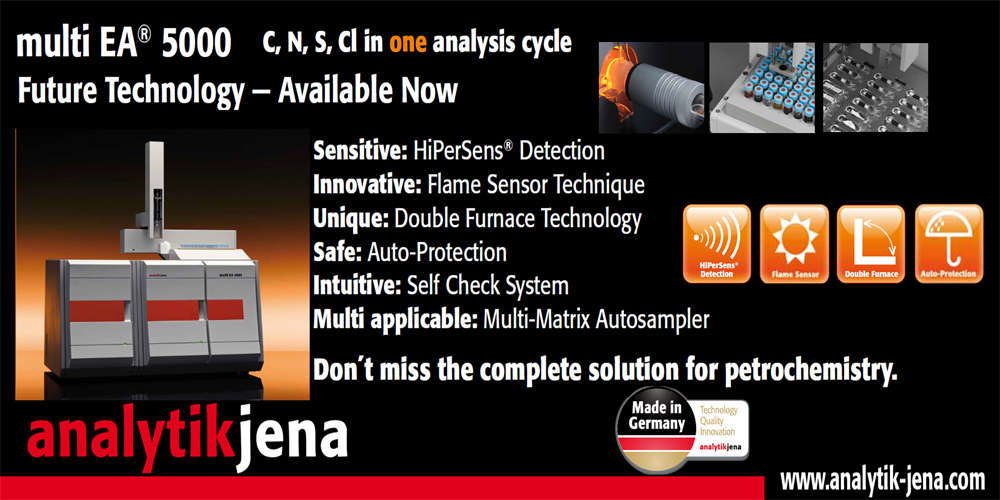 multi EA® 5000 C, N, S, Cl in one analysis cycle
Future Technology – Available Now
Sensitive: HiPerSens® Detection
Innovative: Flame Sensor Technique
Unique: Double Furnace Technology
Safe: Auto-Protection
Intuitive: Self Check System
Multi applicable: Multi-Matrix Autosampler
HiPerSens®
Detection
Flame Sensor
Double Furnace
Auto-Protection
Don´t miss the complete solution for petrochemistry.
analytikjena
Made in
Germany
Technology
Quality
Innovation
analytikjena
www.analytik-jena.com